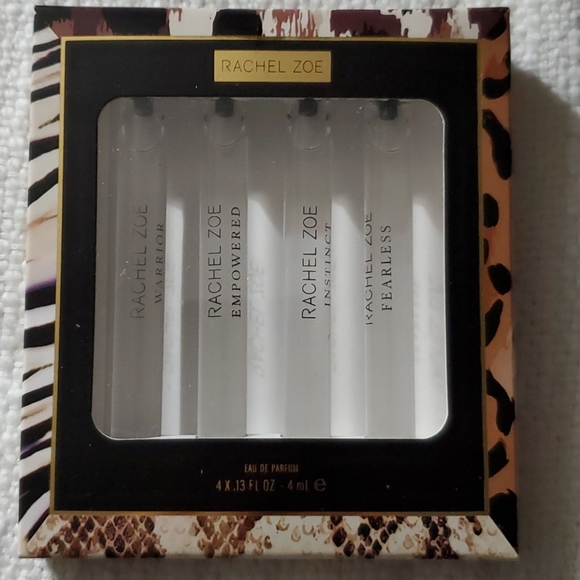 RACHEL ZOE
RACHEL ZOE
WARRIOR
RACHEL ZOE
EMPOWERED
RACHEL ZOE
INSTINCT
RACHEL ZOE
FEARLESS
EAU DE PARFUM
4 X .13 FL OZ - 4 mL ℮